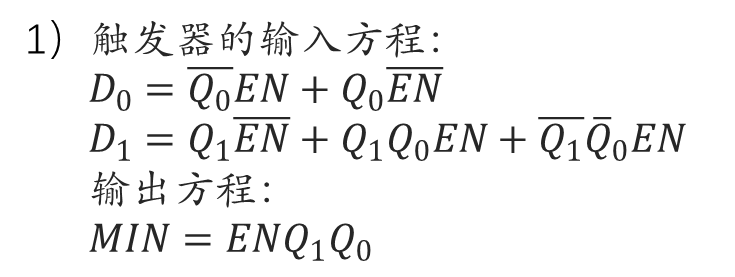 1）触发器的输入方程:
D₀ = Q̅₀EN + Q₀E̅N̅
D₁ = Q₁E̅N̅ + Q₁Q₀EN + Q̅₁Q̅₀EN
输出方程:
MIN = ENQ₁Q₀